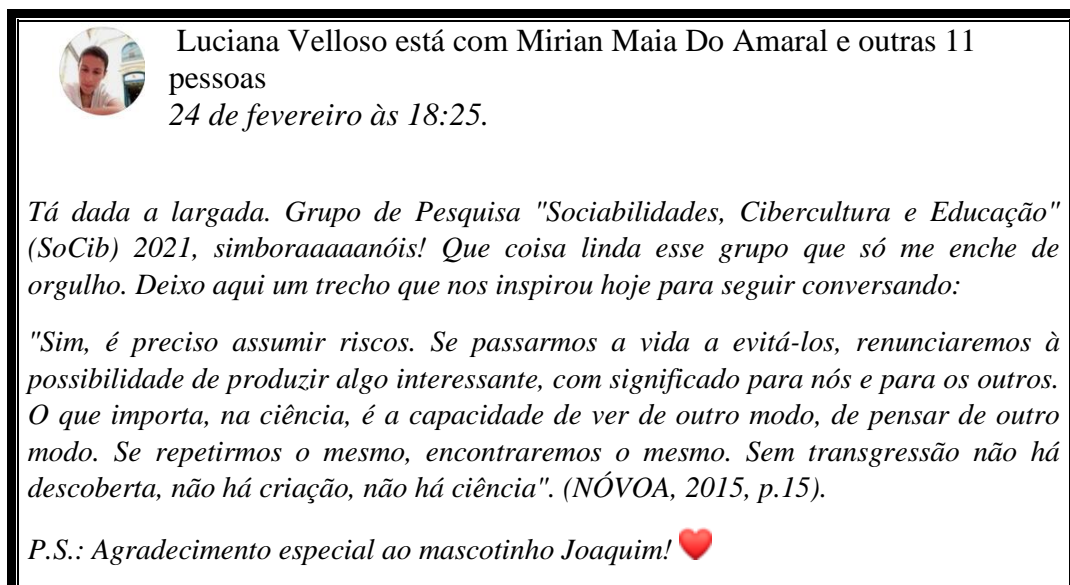 Luciana Velloso está com Mirian Maia Do Amaral e outras 11
pessoas
24 de fevereiro às 18:25.
Tá dada a largada. Grupo de Pesquisa "Sociabilidades, Cibercultura e Educação"
(SoCib) 2021, simboraaaaanóis! Que coisa linda esse grupo que só me enche de
orgulho. Deixo aqui um trecho que nos inspirou hoje para seguir conversando:
"Sim, é preciso assumir riscos. Se passarmos a vida a evitá-los, renunciaremos à
possibilidade de produzir algo interessante, com significado para nós e para os outros.
O que importa, na ciência, é a capacidade de ver de outro modo, de pensar de outro
modo. Se repetirmos o mesmo, encontraremos o mesmo. Sem transgressão não há
descoberta, não há criação, não há ciência". (NÓVOA, 2015, p.15).
P.S.: Agradecimento especial ao mascotinho Joaquim! ❤